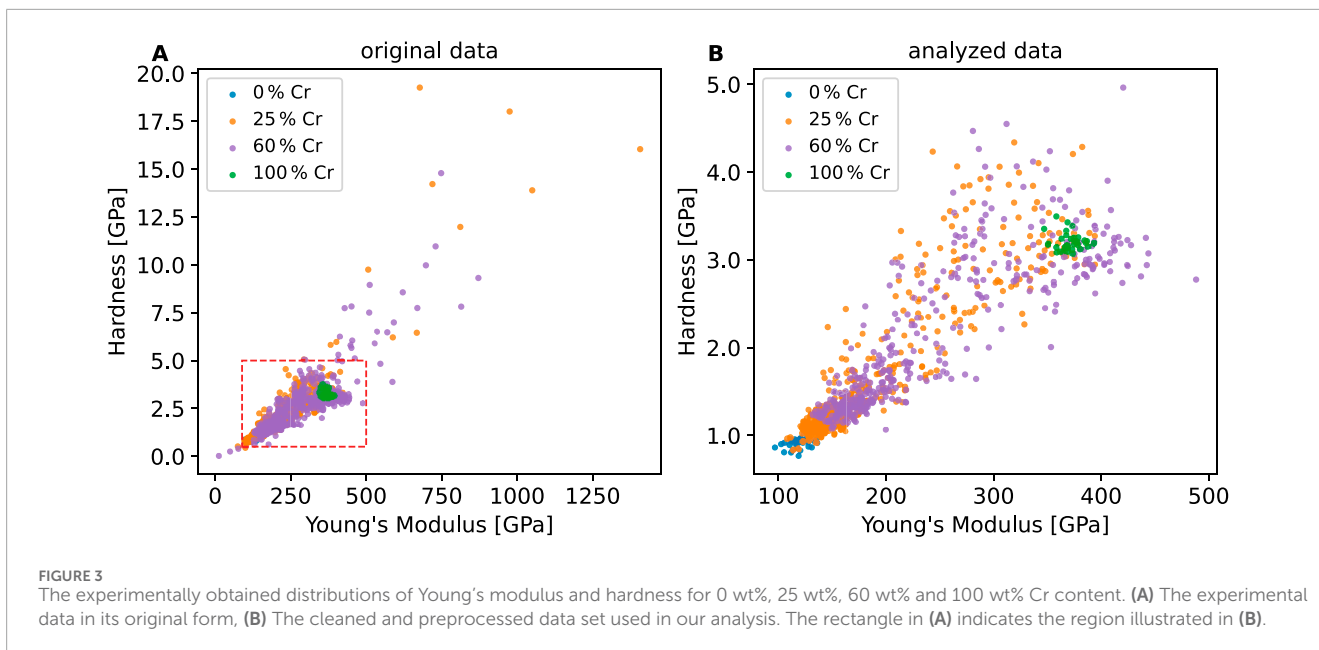 A
original data
20.0
17.5
15.0
12.5
10.0
7.5
5.0
2.5
0.0
Hardness [GPa]
0 % Cr
25 % Cr
60 % Cr
100 % Cr
0
250
500
750
1000
1250
Young's Modulus [GPa]
B
analyzed data
5.0
4.0
3.0
2.0
1.0
Hardness [GPa]
0 % Cr
25 % Cr
60 % Cr
100 % Cr
100
200
300
400
500
Young's Modulus [GPa]
FIGURE 3
The experimentally obtained distributions of Young's modulus and hardness for 0 wt%, 25 wt%, 60 wt% and 100 wt% Cr content. (A) The experimental
data in its original form, (B) The cleaned and preprocessed data set used in our analysis. The rectangle in (A) indicates the region illustrated in (B).